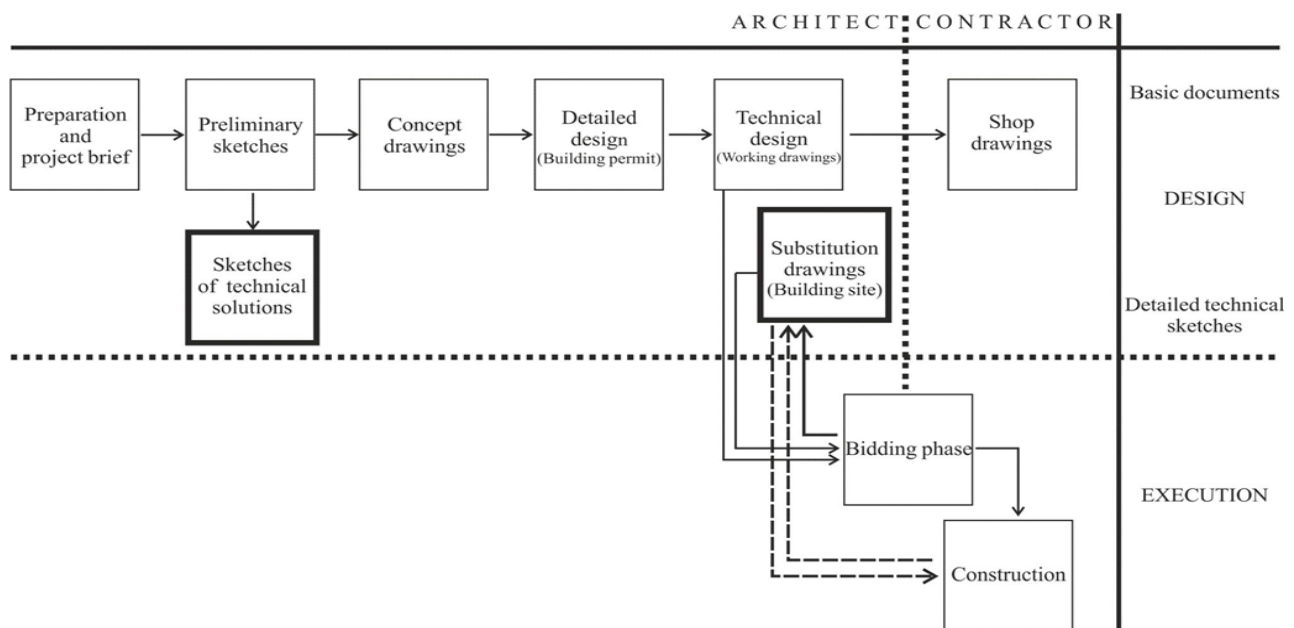 ARCHITECT CONTRACTOR
Preparation
and
project brief
Preliminary
sketches
Concept
drawings
Detailed
design
(Building permit)
Technical
design
(Working drawings)
Shop
drawings
Basic documents
DESIGN
Sketches
of technical
solutions
Substitution
drawings
(Building site)
Detailed technical
sketches
Bidding phase
EXECUTION
Construction